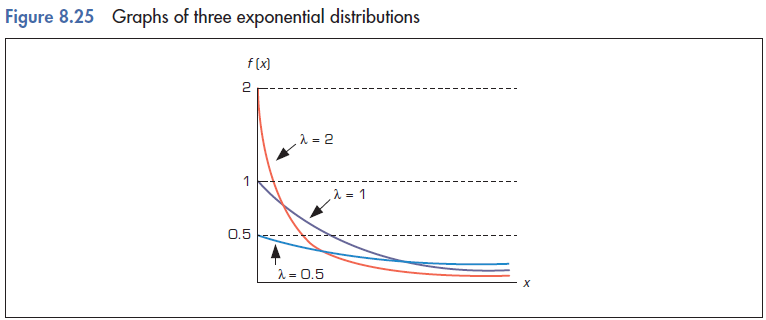 Figure 8.25 Graphs of three exponential distributions
f (x)
2
λ = 2
1
λ = 1
0.5
λ = 0.5
x